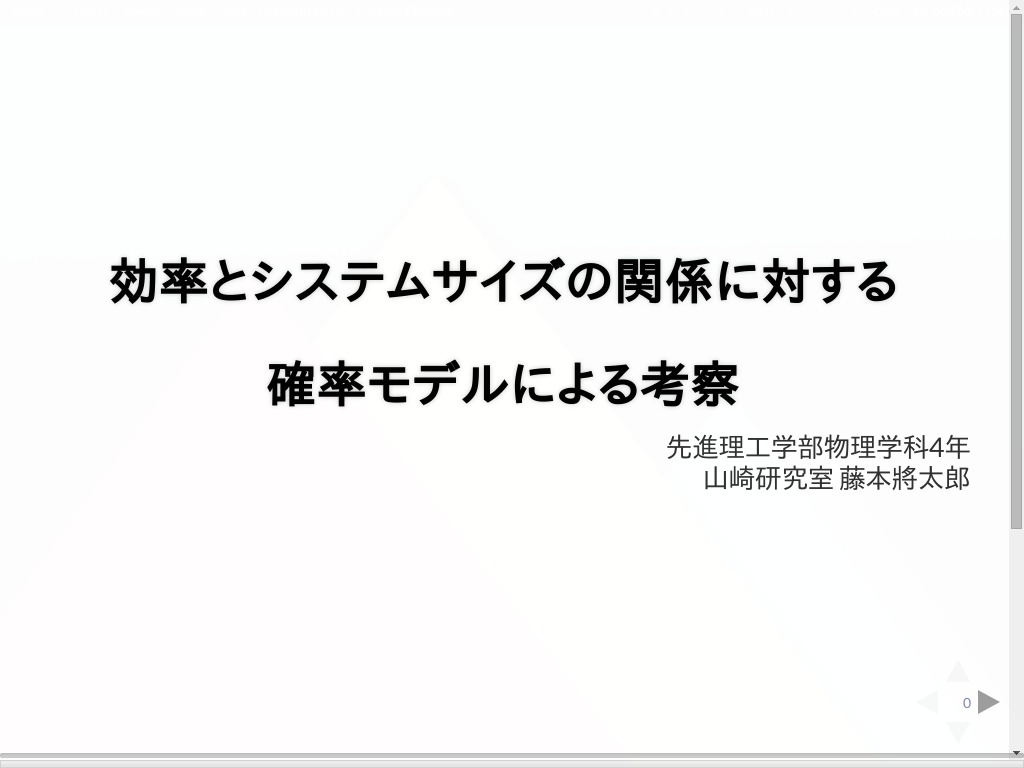 効率とシステムサイズの関係に対する
確率モデルによる考察
先進理工学部物理学科4年
山崎研究室 藤本將太郎
0